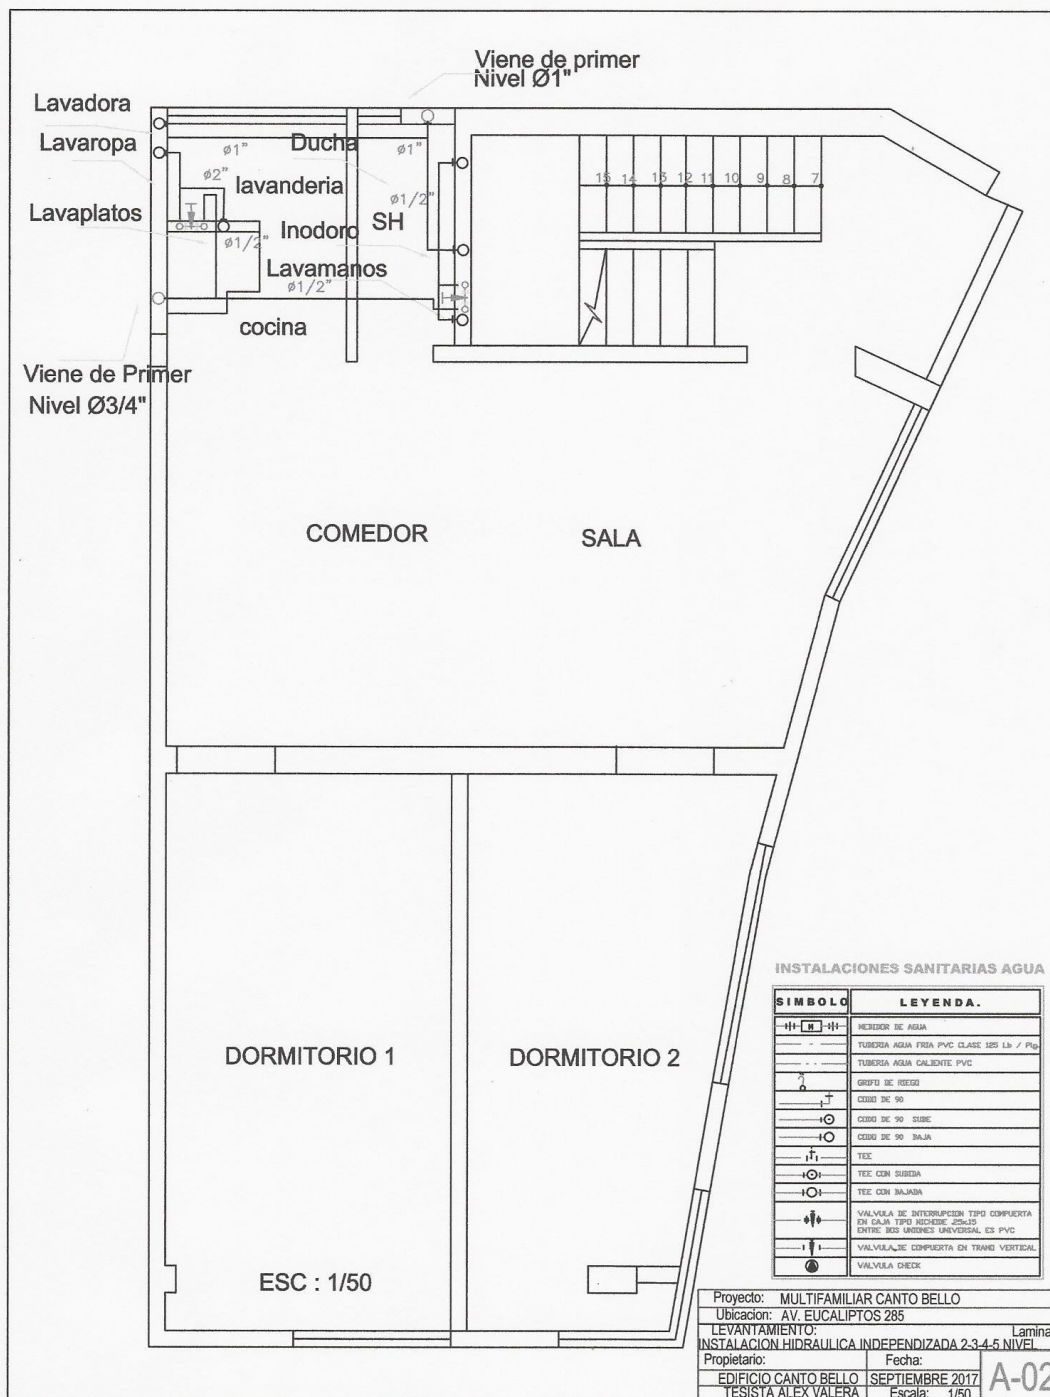 Viene de primer
Nivel Ø1"
Lavadora
Lavaropa
ø1"
Ducha
ø1"
ø2"
lavanderia
ø1/2"
Lavaplatos
SH
ø1/2"
Inodoro
Lavamanos
ø1/2"
cocina
15 14 13 12 11 10 9 8 7
Viene de Primer
Nivel Ø3/4"
COMEDOR
SALA
DORMITORIO 1
DORMITORIO 2
ESC : 1/50
INSTALACIONES SANITARIAS AGUA
SIMBOLO LEYENDA.
M MEDIDOR DE AGUA
TUBERIA AGUA FRIA PVC CLASE 125 Lb / Plg
TUBERIA AGUA CALIENTE PVC
GRIFO DE RIEGO
CODO DE 90
CODO DE 90 SUBE
CODO DE 90 BAJA
TEE
TEE CON SUBIDA
TEE CON BAJADA
VALVULA DE INTERRUPCION TIPO COMPUERTA
EN CAJA TIPO .25x15
ENTRE DOS UNIONES UNIVERSAL ES PVC
VALVULA DE COMPUERTA EN TRAMO VERTICAL
VALVULA CHECK
Proyecto: MULTIFAMILIAR CANTO BELLO
Ubicacion: AV. EUCALIPTOS 285
LEVANTAMIENTO: Lamina
INSTALACION HIDRAULICA INDEPENDIZADA 2-3-4-5 NIVEL
Propietario: Fecha:
EDIFICIO CANTO BELLO SEPTIEMBRE 2017 A-02
TESISTA ALEX VALERA Escala: 1/50